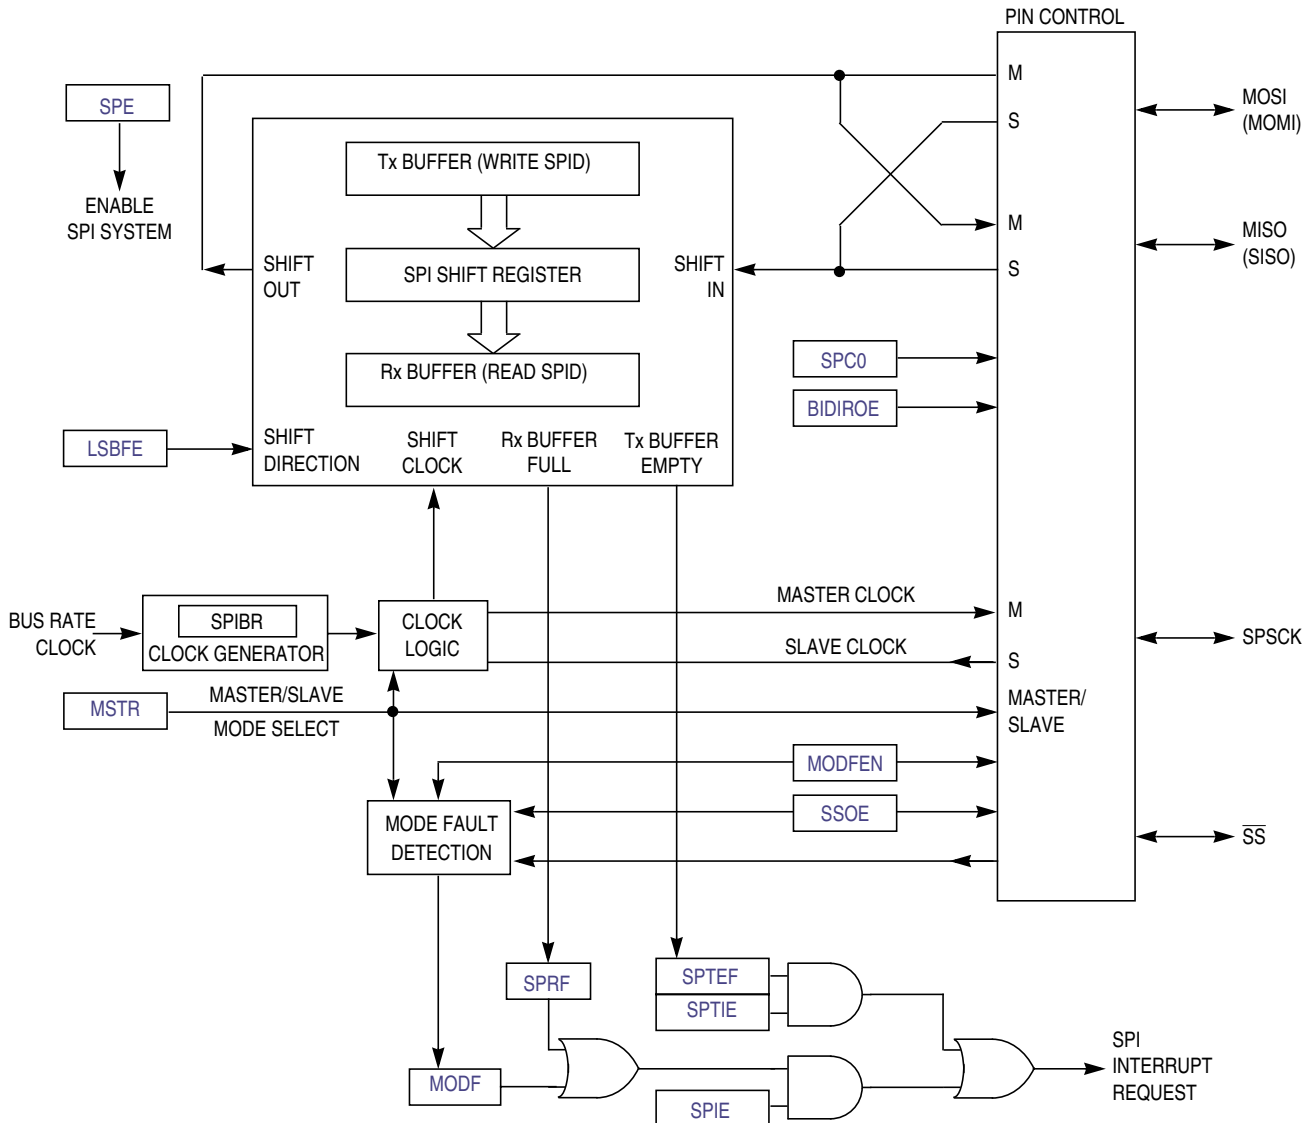 PIN CONTROL
M
S
M
S
MOSI
(MOMI)
MISO
(SISO)
SPE
ENABLE
SPI SYSTEM
Tx BUFFER (WRITE SPID)
SHIFT
OUT
SPI SHIFT REGISTER
SHIFT
IN
Rx BUFFER (READ SPID)
SPC0
BIDIROE
LSBFE
SHIFT
DIRECTION
SHIFT
CLOCK
Rx BUFFER
FULL
Tx BUFFER
EMPTY
BUS RATE
CLOCK
SPIBR
CLOCK GENERATOR
CLOCK
LOGIC
MASTER CLOCK
M
SLAVE CLOCK
S
SPSCK
MSTR
MASTER/SLAVE
MODE SELECT
MASTER/
SLAVE
MODFEN
SSOE
MODE FAULT
DETECTION
SS
SPRF
SPTEF
SPTIE
MODF
SPIE
SPI
INTERRUPT
REQUEST